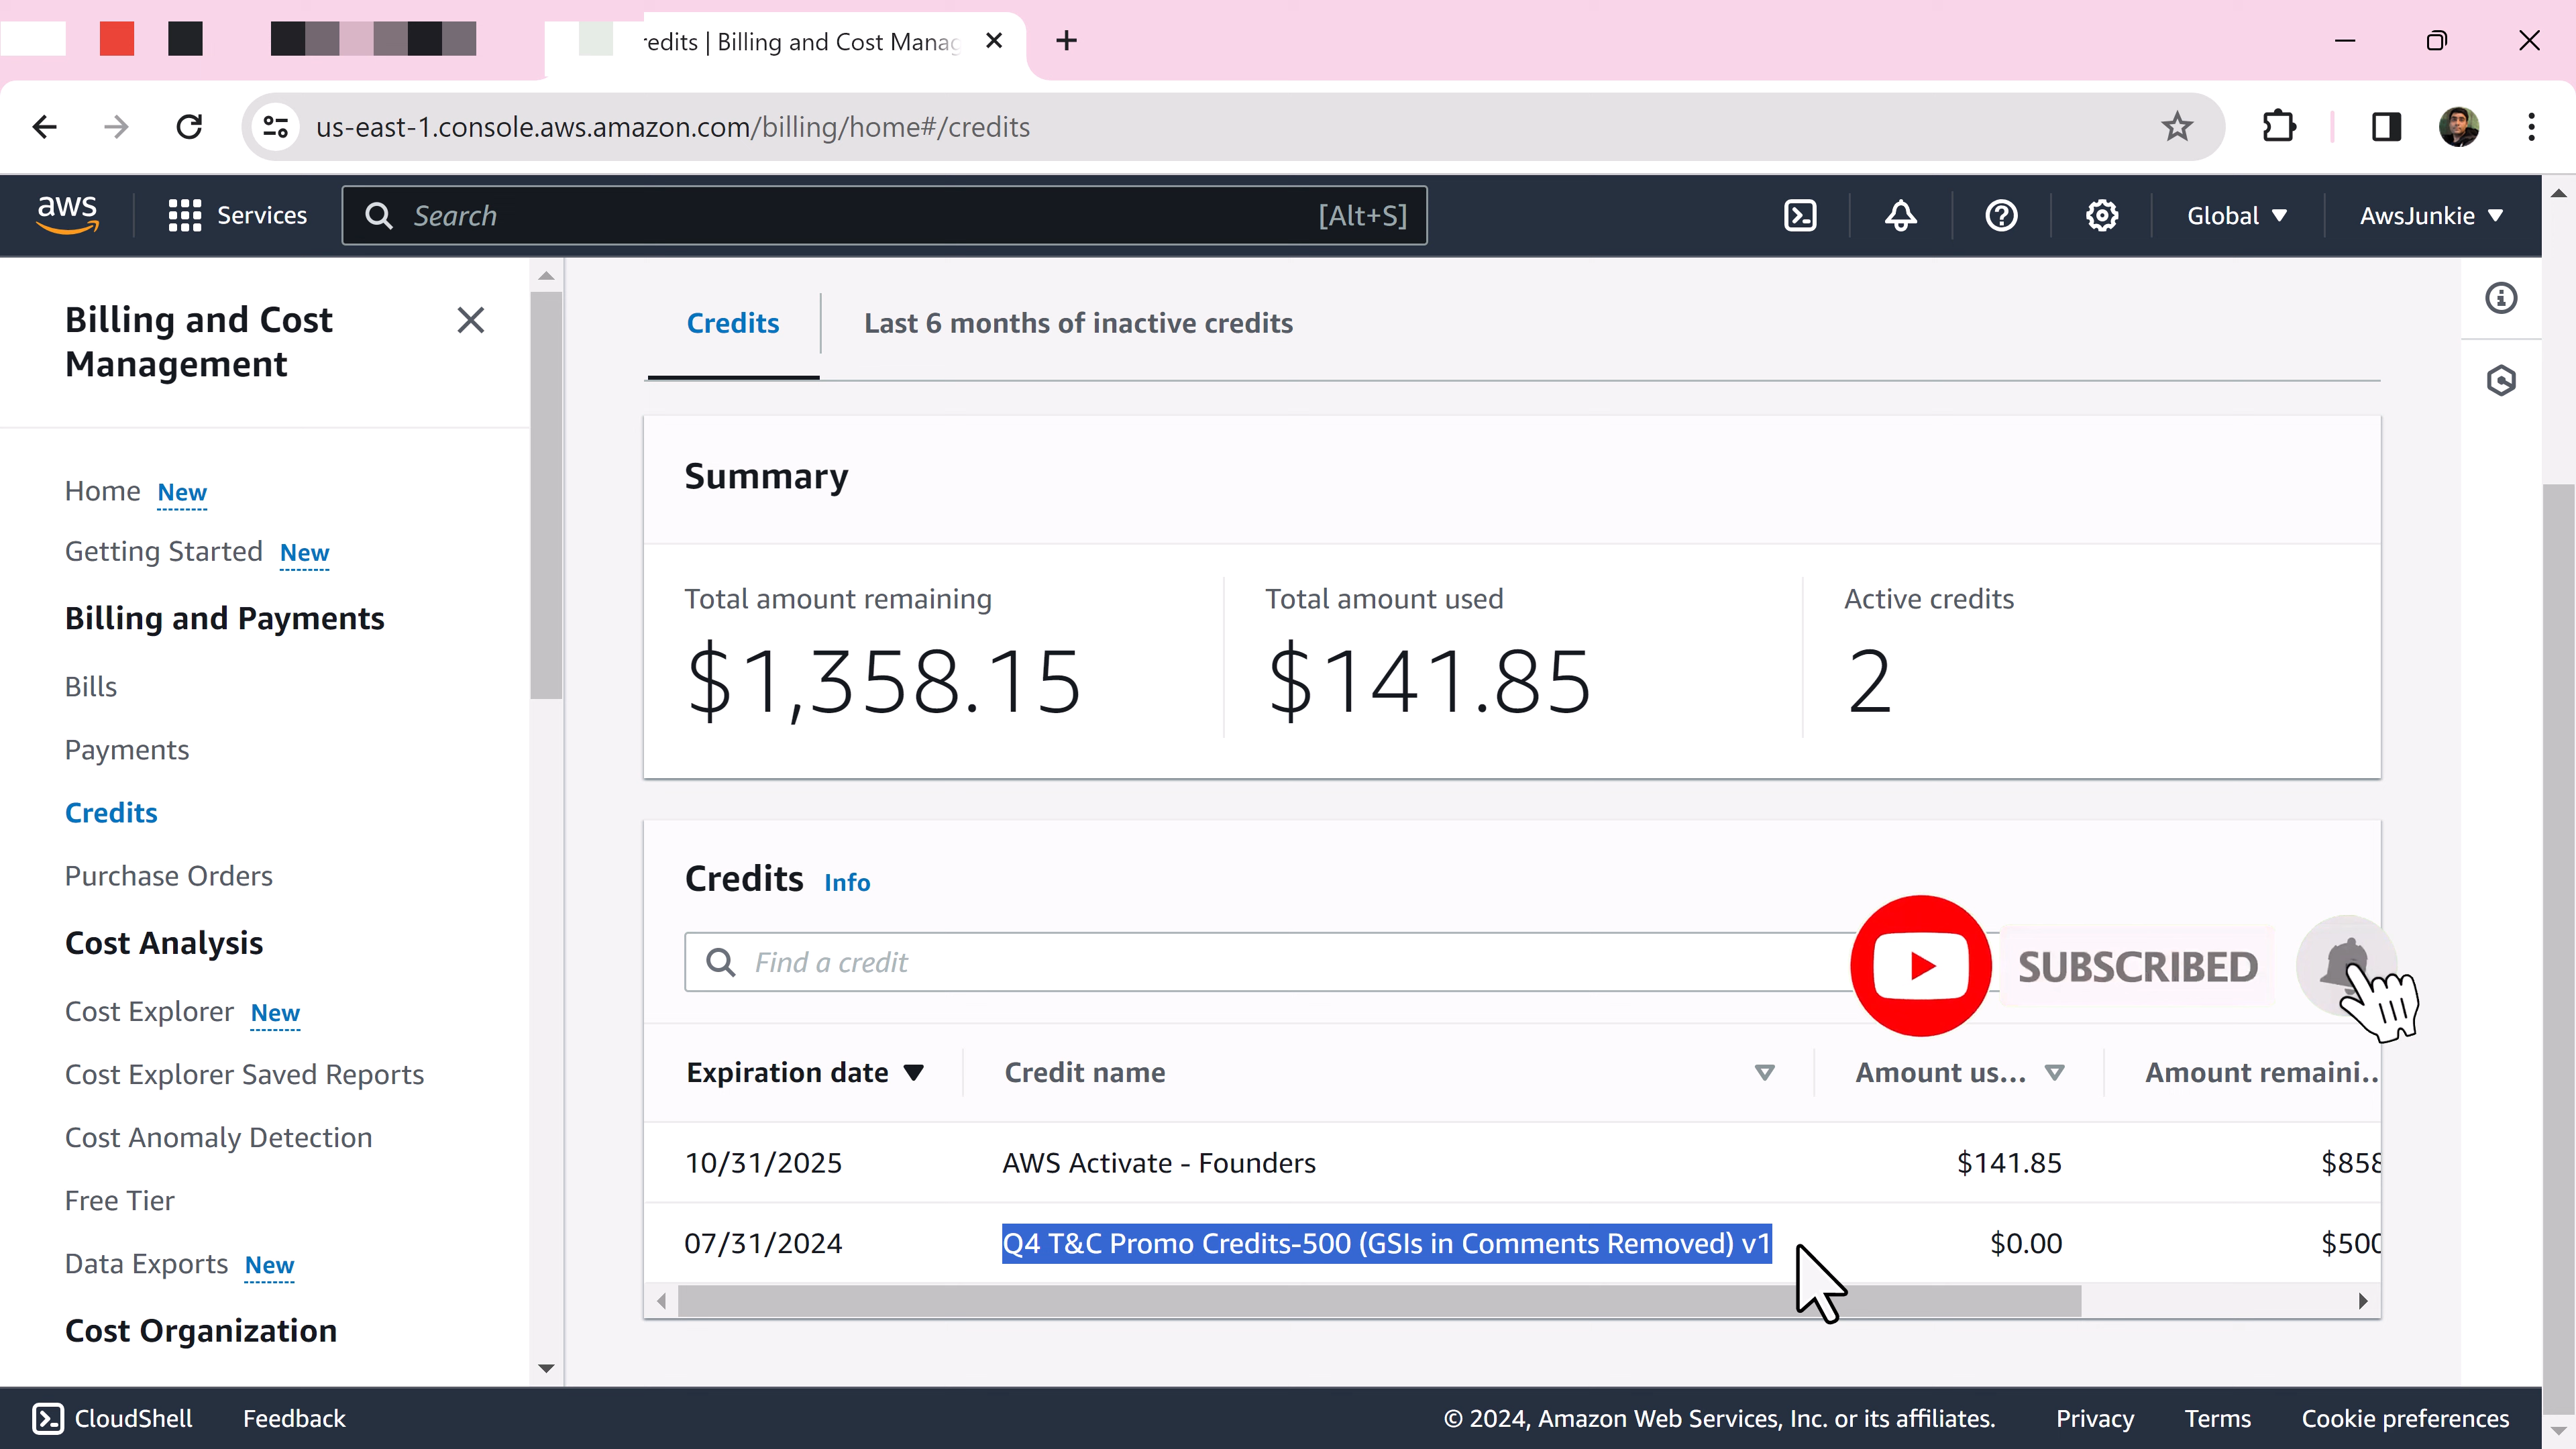 redits | Billing and Cost Manag
us-east-1.console.aws.amazon.com/billing/home#/credits
aws
Services
Search
[Alt+S]
Global
AwsJunkie
Billing and Cost
Management
Home New
Getting Started New
Billing and Payments
Bills
Payments
Credits
Purchase Orders
Cost Analysis
Cost Explorer New
Cost Explorer Saved Reports
Cost Anomaly Detection
Free Tier
Data Exports New
Cost Organization
Credits
Last 6 months of inactive credits
Summary
Total amount remaining
$1,358.15
Total amount used
$141.85
Active credits
2
Credits Info
Find a credit
SUBSCRIBED
Expiration date Credit name Amount us... Amount remaini...
10/31/2025 AWS Activate - Founders $141.85 $858
07/31/2024 Q4 T&C Promo Credits-500 (GSIs in Comments Removed) v1 $0.00 $500
CloudShell Feedback © 2024, Amazon Web Services, Inc. or its affiliates. Privacy Terms Cookie preferences